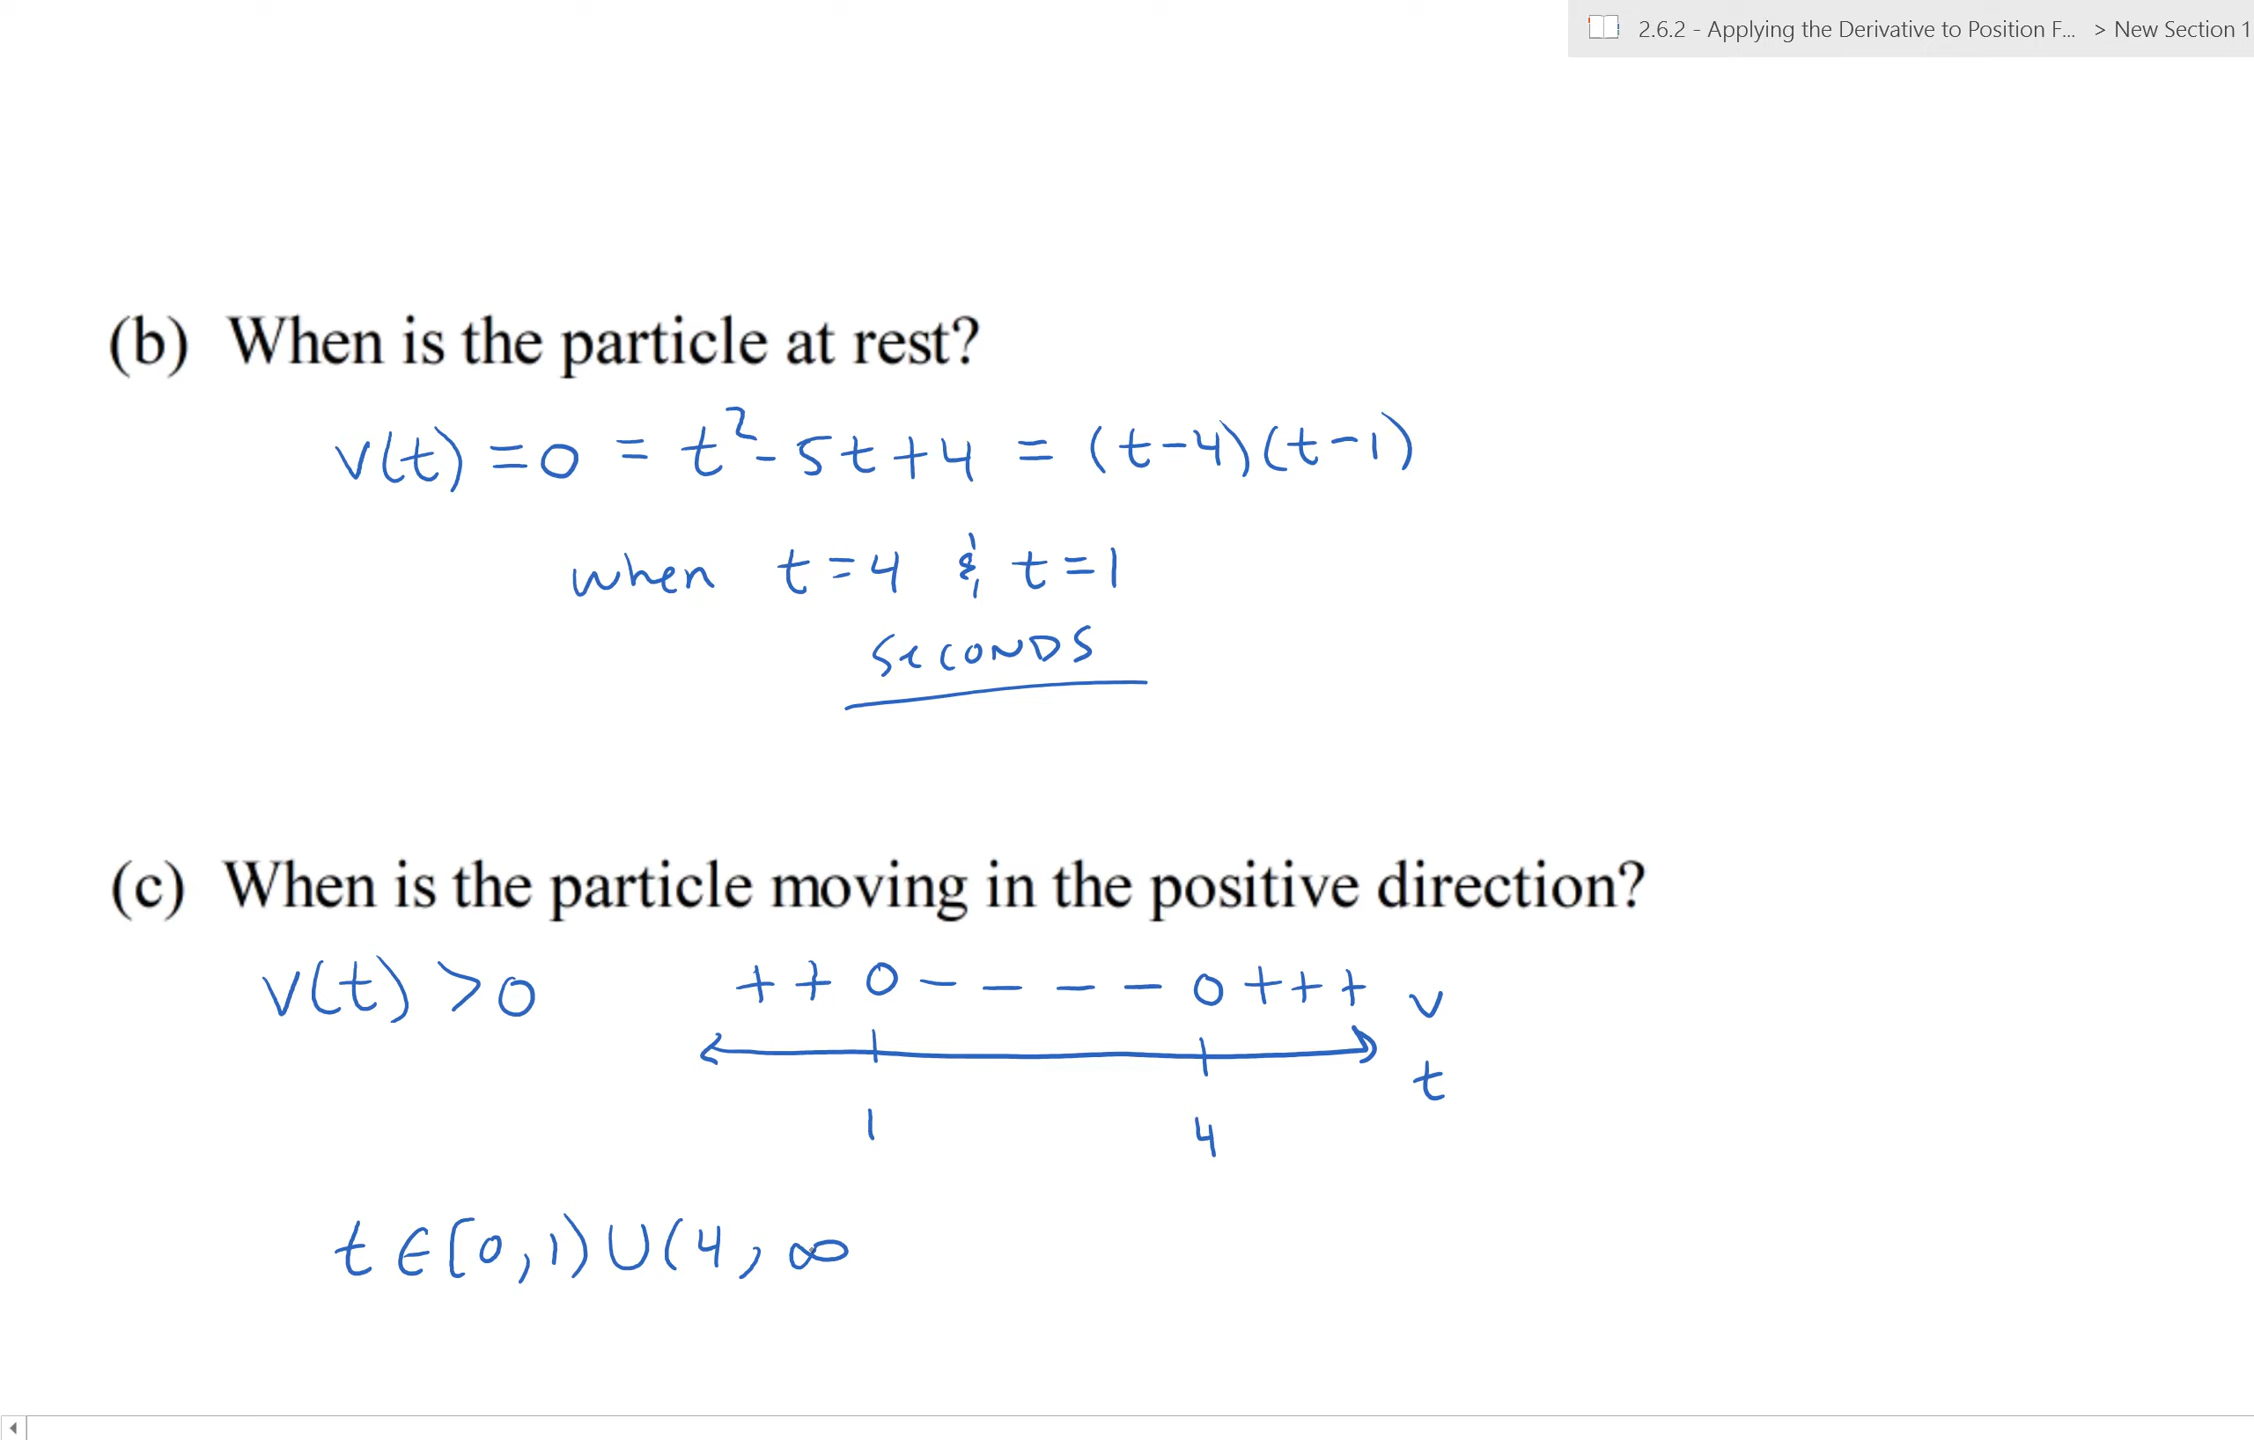 2.6.2 - Applying the Derivative to Position F... > New Section 1
(b) When is the particle at rest?
v(t) = 0 = t² - 5t + 4 = (t-4)(t-1)
when t = 4 & t = 1
SECONDS
(c) When is the particle moving in the positive direction?
v(t) > 0 + + 0 - - - - 0 + + + v
t
1 4
t ∈ [0,1) ∪ (4, ∞